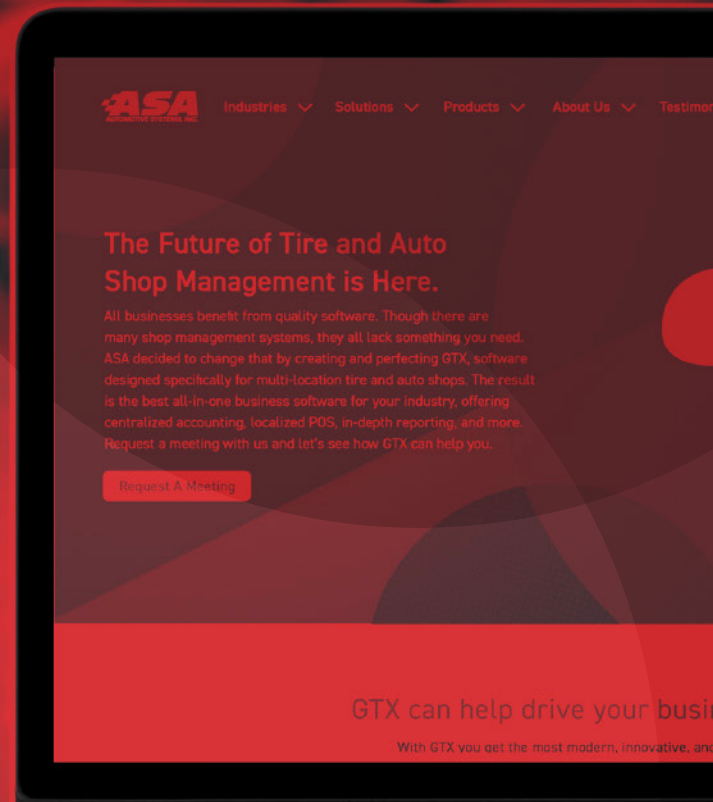 ASA
AUTOMOTIVE SYSTEMS, INC.
Industries Solutions Products About Us Testimon
The Future of Tire and Auto
Shop Management is Here.
All businesses benefit from quality software. Though there are
many shop management systems, they all lack something you need.
ASA decided to change that by creating and perfecting GTX, software
designed specifically for multi-location tire and auto shops. The result
is the best all-in-one business software for your industry, offering
centralized accounting, localized POS, in-depth reporting, and more.
Request a meeting with us and let's see how GTX can help you.
Request A Meeting
GTX can help drive your busin
With GTX you get the most modern, innovative, and